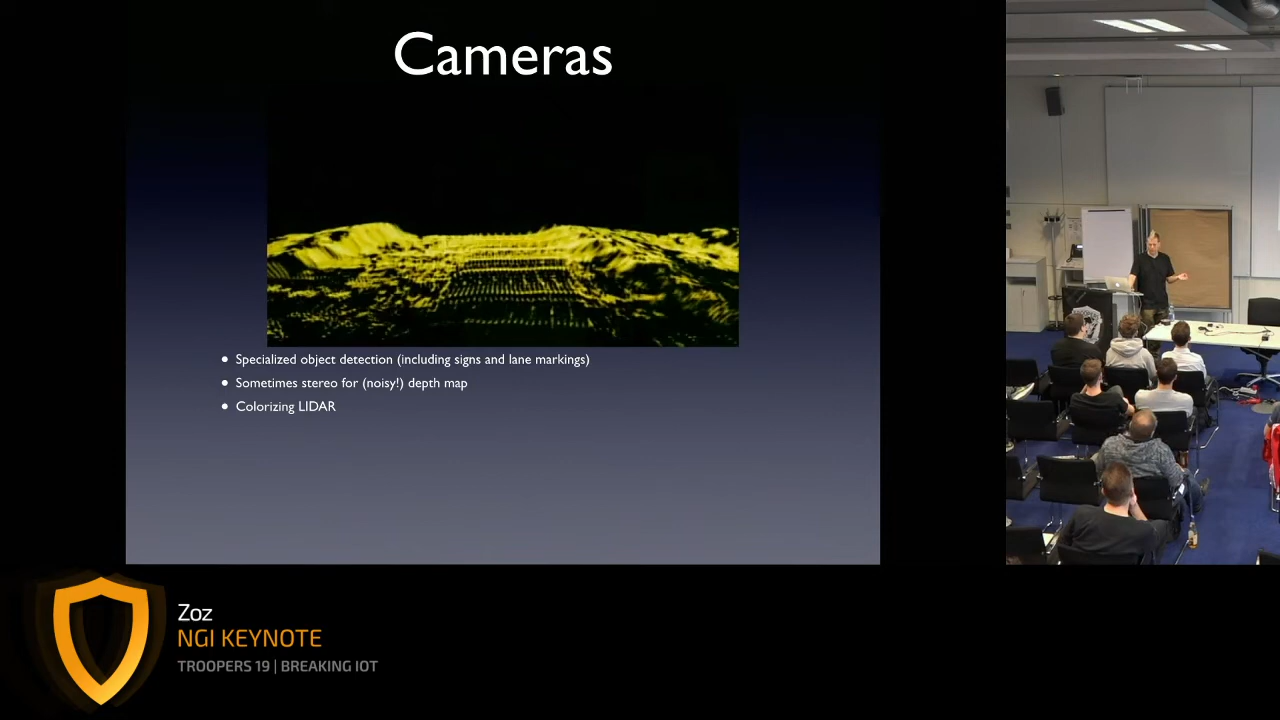 Cameras
Specialized object detection (including signs and lane markings)
Sometimes stereo for (noisy!) depth map
Colorizing LIDAR
Zoz
NGI KEYNOTE
TROOPERS 19 | BREAKING IOT